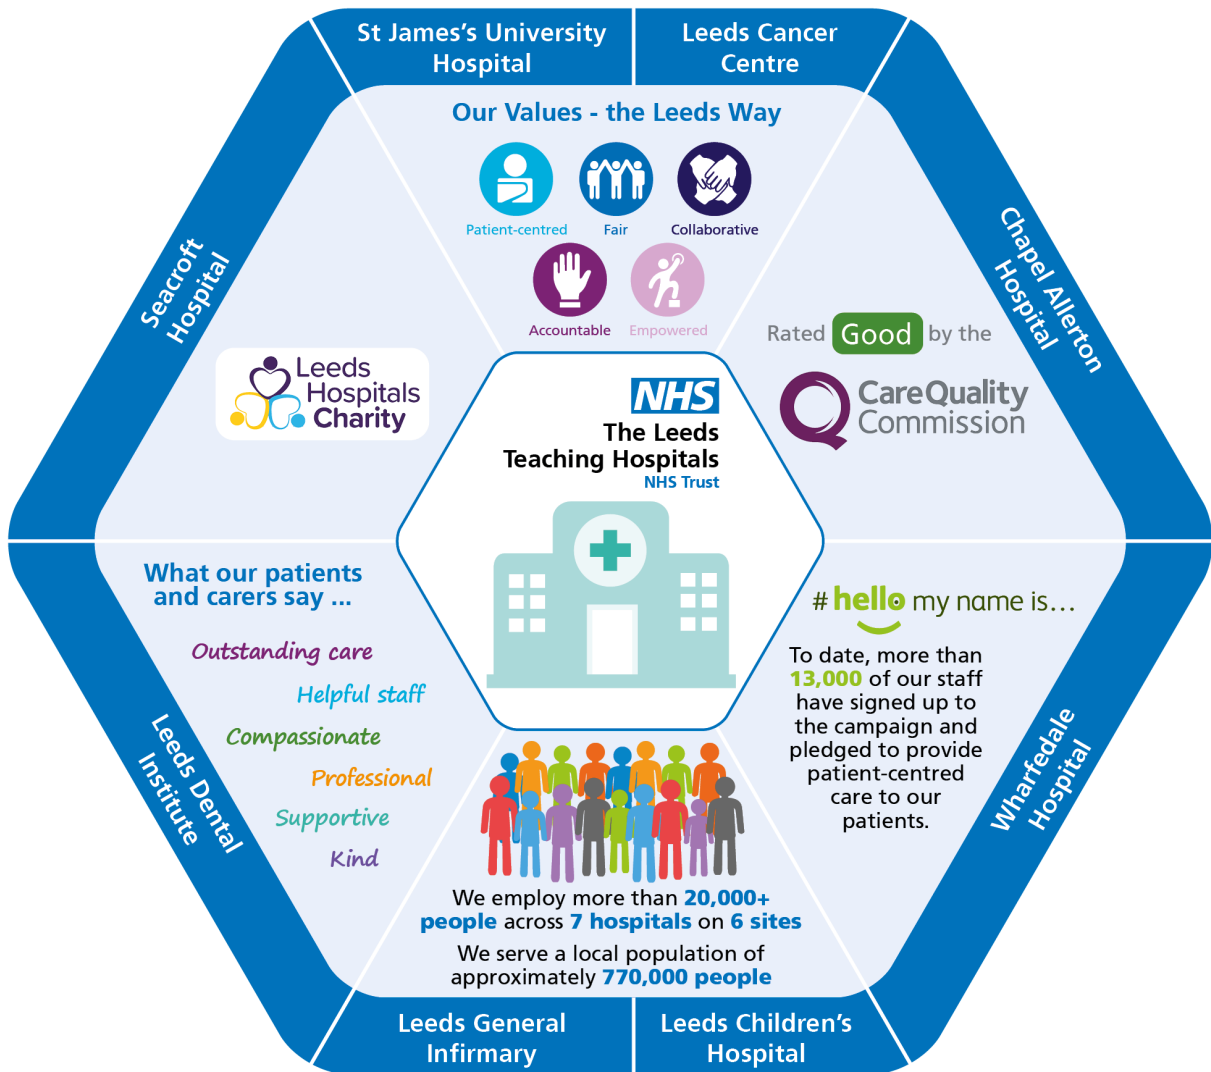 St James's University
Hospital
Leeds Cancer
Centre
Our Values - the Leeds Way
Patient-centred
Fair
Collaborative
Accountable
Empowered
Seacroft
Hospital
Chapel Allerton
Hospital
Leeds
Hospitals
Charity
NHS
The Leeds
Teaching Hospitals
NHS Trust
Rated Good by the
CareQuality
Commission
What our patients
and carers say ...
Outstanding care
Helpful staff
Compassionate
Professional
Supportive
Kind
# hello my name is...
To date, more than
13,000 of our staff
have signed up to
the campaign and
pledged to provide
patient-centred
care to our
patients.
Leeds Dental
Institute
Wharfedale
Hospital
We employ more than 20,000+
people across 7 hospitals on 6 sites
We serve a local population of
approximately 770,000 people
Leeds General
Infirmary
Leeds Children's
Hospital